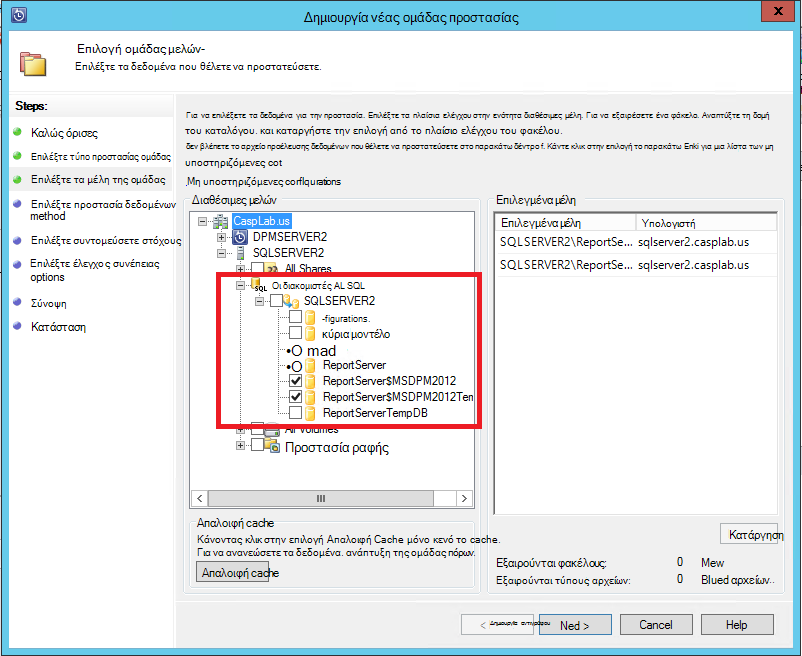 Δημιουργία νέας ομάδας προστασίας
Επιλογή ομάδας μελών-
Επιλέξτε τα δεδομένα που θέλετε να προστατεύσετε.
Steps:
Καλώς όρισες
Επιλέξτε τύπο προστασίας ομάδας
Επιλέξτε τα μέλη της ομάδας
Επιλέξτε προστασία δεδομένων
method
Επιλέξτε συντομεύσετε στόχους
Επιλέξτε έλεγχος συνέπειας
options
Σύνοψη
Κατάσταση
Για να επιλέξετε τα δεδομένα για την προστασία. Επιλέξτε τα πλαίσια ελέγχου στην ενότητα διαθέσιμες μέλη. Για να εξαιρέσετε ένα φάκελο. Αναπτύξτε τη δομή
του καταλόγου. και καταργήστε την επιλογή από το πλαίσιο ελέγχου του φακέλου.
δεν βλέπετε το αρχείο προέλευσης δεδομένων που θέλετε να προστατεύσετε στο παρακάτω δέντρο f. Κάντε κλικ στην επιλογή το παρακάτω Enki για μια λίστα των μη
υποστηριζόμενες cot
Μη υποστηριζόμενες corflqurations
Διαθέσιμες μελών
CaspLab.us
DPMSERVER2
SQLSERVER2
All Shares
Οι διακομιστές AL SQL
SQLSERVER2
-figurations.
κύρια μοντέλο
•O mad
•O ReportServer
ReportServer$MSDPM2012
ReportServer$MSDPM2012Tem
ReportServerTempDB
All Volumes
Προστασία ραφής
Απαλοιφή cache
Κάνοντας κλικ στην επιλογή Απαλοιφή Cache μόνο κενό το cache.
Για να ανανεώσετε τα δεδομένα. ανάπτυξη της ομάδας πόρων.
Απαλοιφή cache
Επιλεγμένα μέλη
Επιλεγμένα μέλη Υπολογιστή
SQLSERVER2\ReportSe... sqlserver2.casplab.us
SQLSERVER2\ReportSe... sqlserver2.casplab.us
Κατάργηση
Εξαιρούνται φακέλους: 0 Mew
Εξαιρούνται τύπους αρχείων: 0 Blued αρχείων..
< Δημιουργία αντιγράφου Ned > Cancel Help